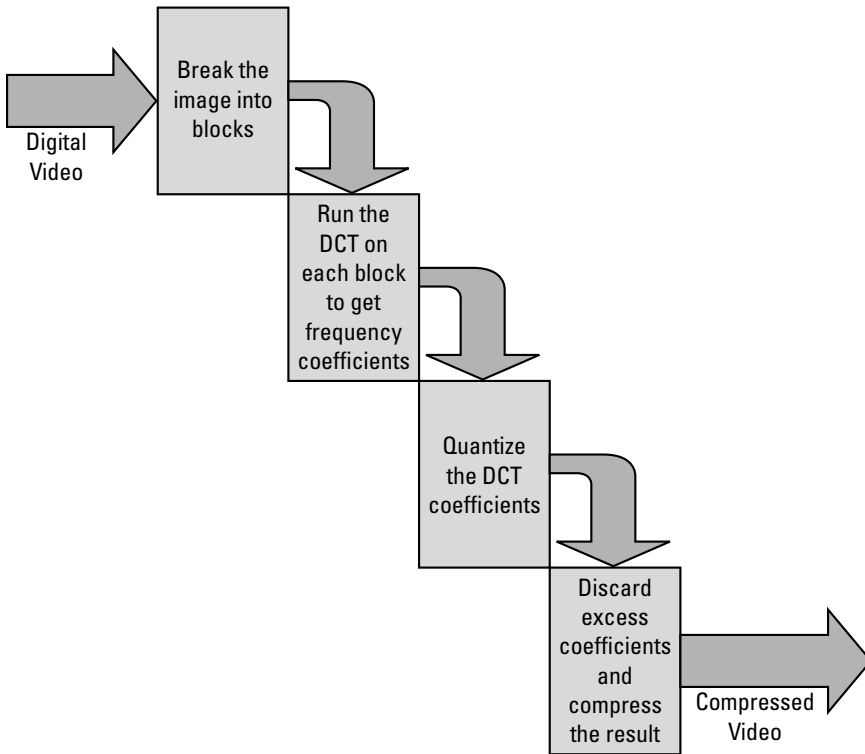 Break the
image into
blocks
Digital
Video
Run the
DCT on
each block
to get
frequency
coefficients
Quantize
the DCT
coefficients
Discard
excess
coefficients
and
compress
the result
Compressed
Video